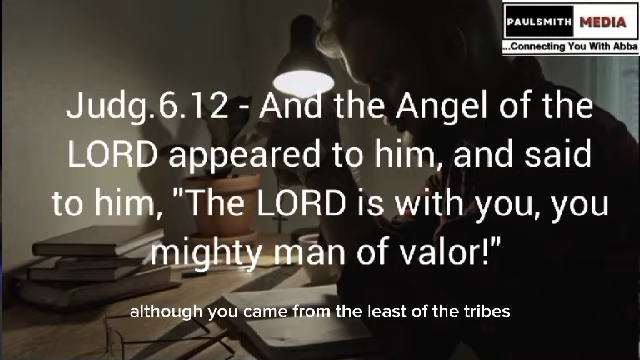 PAULSMITH MEDIA
...Connecting You With Abba
Judg.6.12 - And the Angel of the
LORD appeared to him, and said
to him, "The LORD is with you, you
mighty man of valor!"
although you came from the least of the tribes